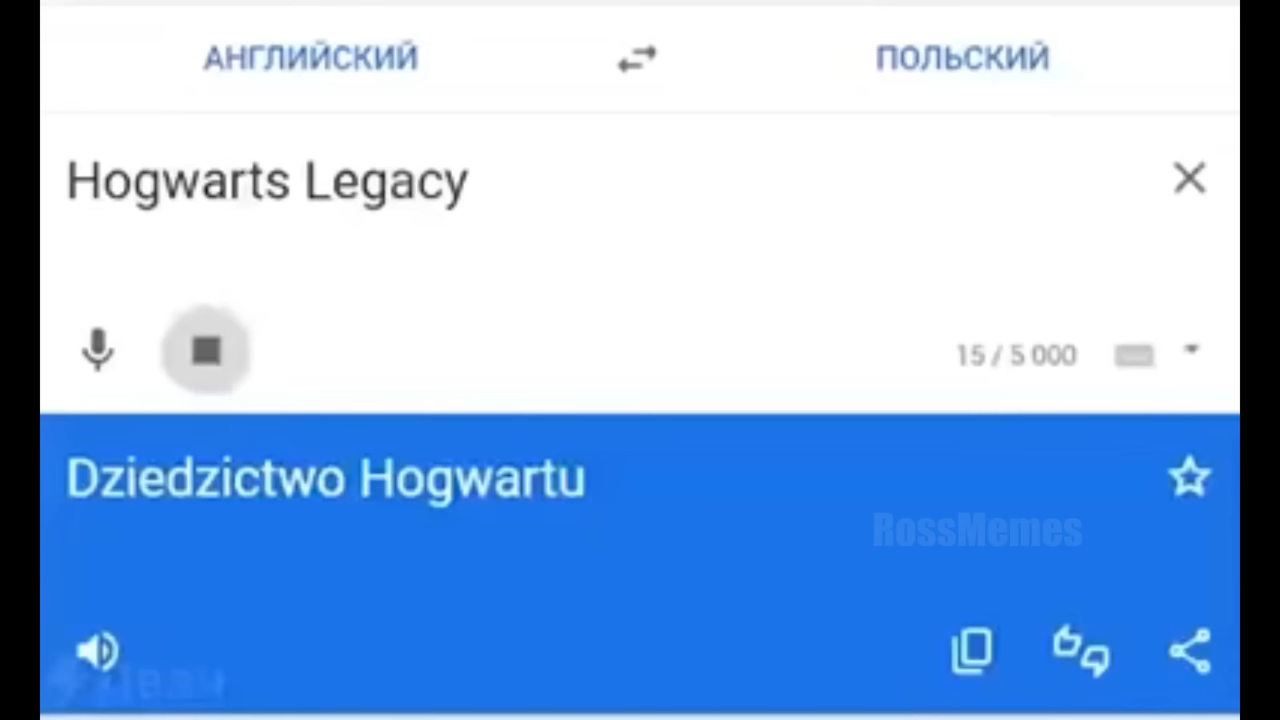 АНГЛИЙСКИЙ ПОЛЬСКИЙ
Hogwarts Legacy
15 / 5 000
Dziedzictwo Hogwartu
RossMemes